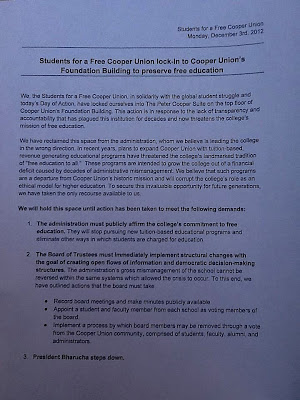 Students for a Free Cooper Union
Monday, December 3rd, 2012
Students for a Free Cooper Union lock-In to Cooper Union's
Foundation Building to preserve free education
We, the Students for a Free Cooper Union, in solidarity with the global student struggle and
today's Day of Action, have locked ourselves into The Peter Cooper Suite on the top floor of
Cooper Union's Foundation Building. This action is in response to the lack of transparency and
accountability that has plagued this institution for decades and now threatens the college's
mission of free education.
We have reclaimed this space from the administration, whom we believe is leading the college
in the wrong direction. In recent years, plans to expand Cooper Union with tuition-based
revenue generating educational programs have threatened the college's landmarked tradition
of "free education to all." These programs are intended to grow the college out of a financial
deficit caused by decades of administrative mismanagement. We believe that such programs
are a departure from Cooper Union's historic mission and will corrupt the college's role as an
ethical model for higher education. To secure this invaluable opportunity for future generations,
we have taken the only recourse available to us.
We will hold this space until action has been taken to meet the following demands:
1. The administration must publicly affirm the college's commitment to free
education. They will stop pursuing new tuition-based educational programs and
eliminate other ways in which students are charged for education.
2. The Board of Trustees must immediately implement structural changes with
the goal of creating open flows of information and democratic decision-making
structures. The administration's gross mismanagement of the school cannot be
reversed within the same systems which allowed the crisis to occur. To this end, we
have outlined actions that the board must take:
• Record board meetings and make minutes publicly available
• Appoint a student and faculty member from each school as voting members of
the board
• Implement a process by which board members may be removed through a vote
from the Cooper Union community, comprised of students, faculty, alumni, and
administrators
3. President Bharucha steps down.